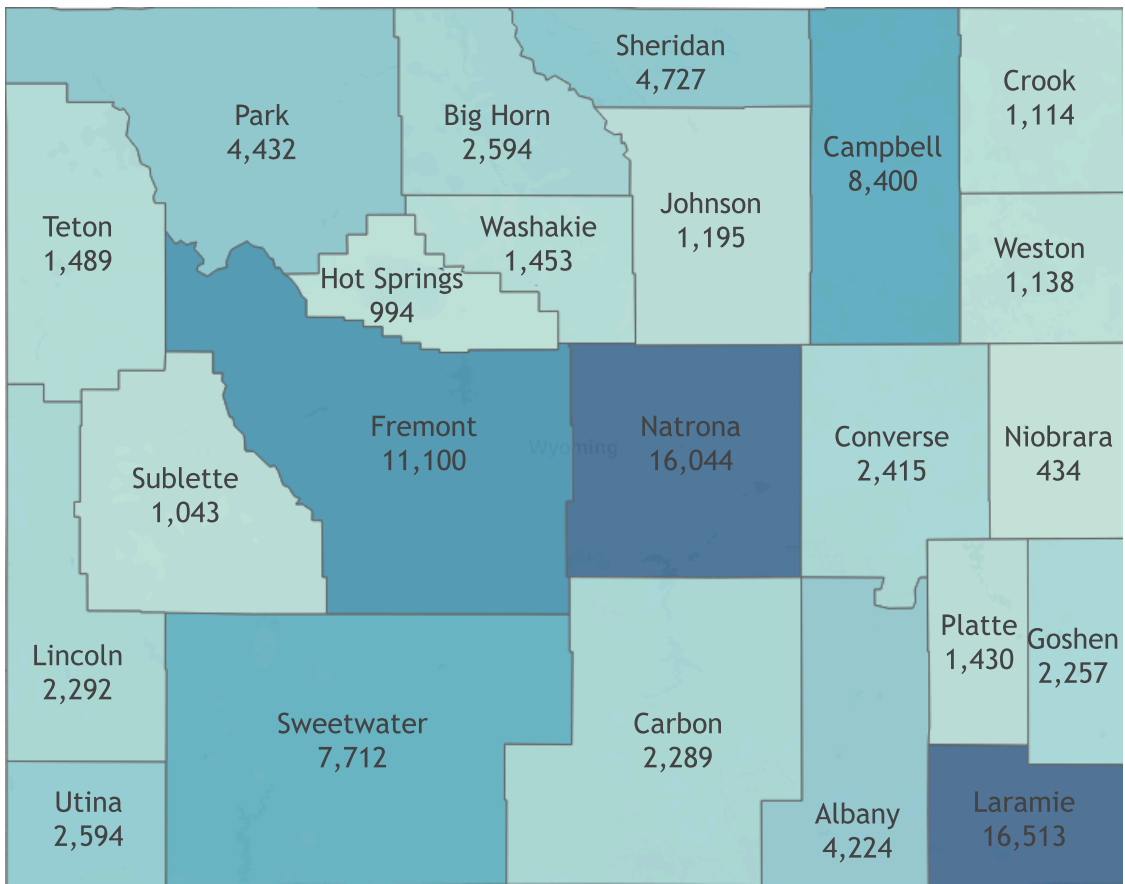 Sheridan
4,727
Crook
1,114
Park
4,432
Big Horn
2,594
Campbell
8,400
Teton
1,489
Washakie
1,453
Johnson
1,195
Weston
1,138
Hot Springs
994
Fremont
11,100
Wyoming
Natrona
16,044
Converse
2,415
Niobrara
434
Sublette
1,043
Lincoln
2,292
Platte
1,430
Goshen
2,257
Sweetwater
7,712
Carbon
2,289
Utina
2,594
Albany
4,224
Laramie
16,513